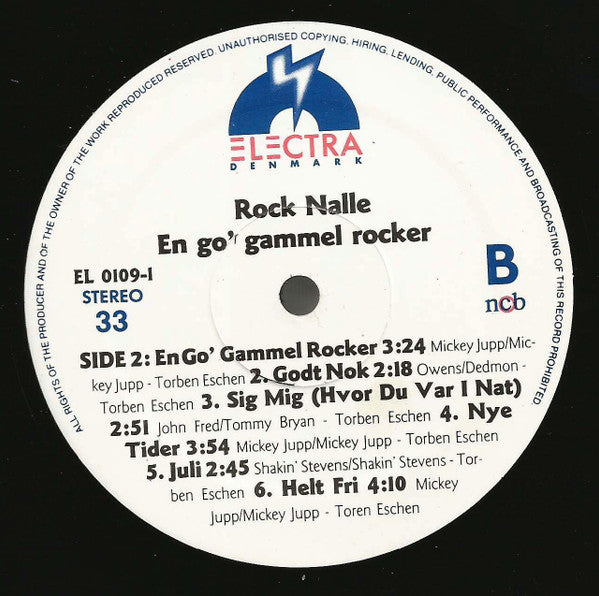 ALL RIGHTS OF THE PRODUCER AND OF THE OWNER OF THE WORK REPRODUCED RESERVED. UNAUTHORISED COPYING, HIRING, LENDING, PUBLIC PERFORMANCE AND BROADCASTING OF THIS RECORD PROHIBITED
ELECTRA
DENMARK
Rock Nalle
En go'r gammel rocker
EL 0109-1
STEREO
33
B
ncb
SIDE 2: En Go' Gammel Rocker 3:24 Mickey Jupp/Mic-
key Jupp - Torben Eschen 2. Godt Nok 2:18 Owens/Dedmon -
Torben Eschen 3. Sig Mig (Hvor Du Var I Nat)
2:51 John Fred/Tommy Bryan - Torben Eschen 4. Nye
Tider 3:54 Mickey Jupp/Mickey Jupp - Torben Eschen
5. Juli 2:45 Shakin' Stevens/Shakin' Stevens - Tor-
ben Eschen 6. Helt Fri 4:10 Mickey
Jupp/Mickey Jupp - Toren Eschen